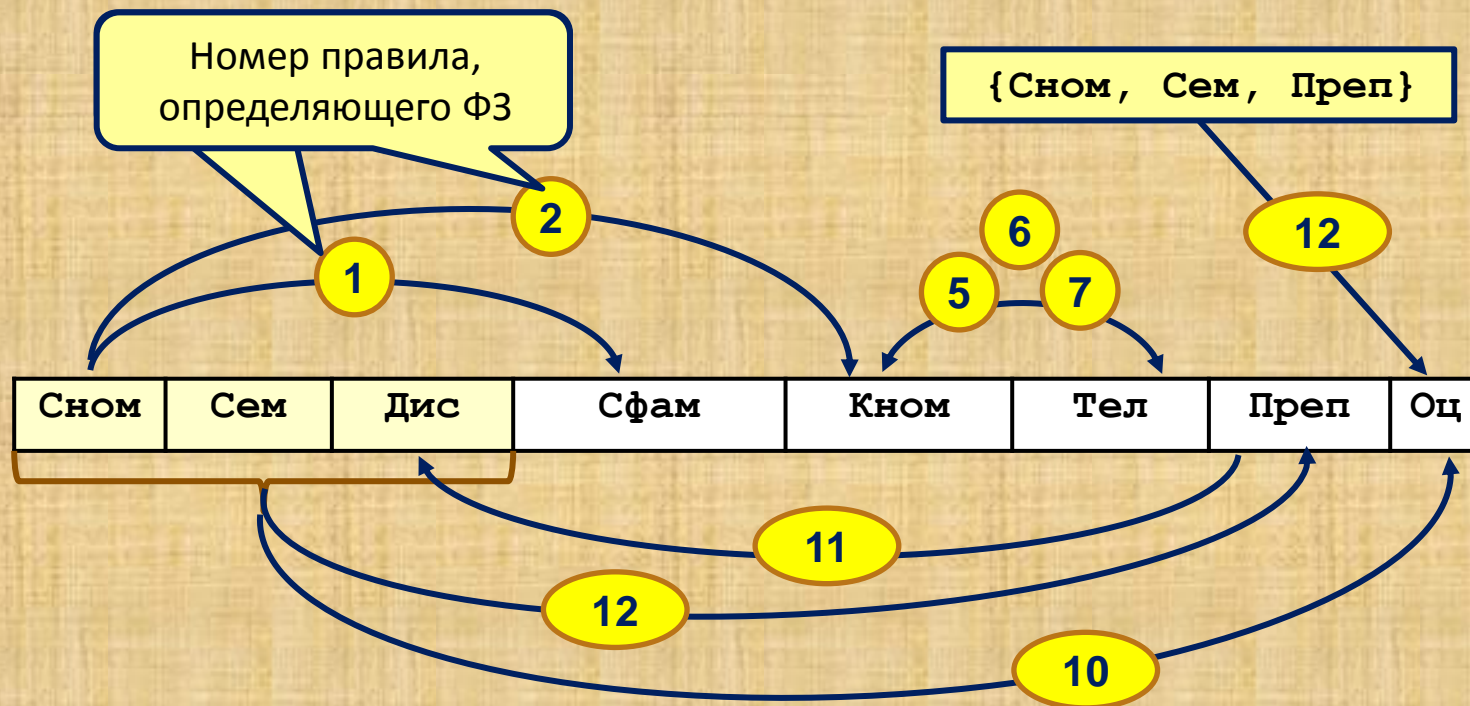 Номер правила,
определяющего ФЗ
{Сном, Сем, Преп}
2
6
12
1
5
7
Сном Сем Дис Сфам Кном Тел Преп Оц
11
12
10